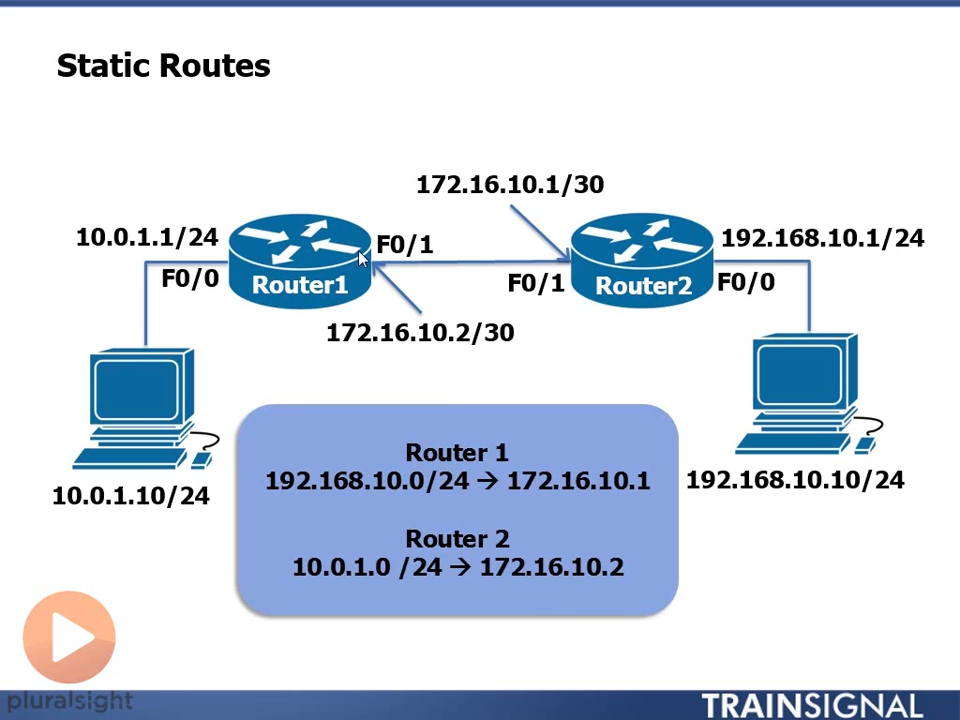 Static Routes
172.16.10.1/30
10.0.1.1/24
F0/1
192.168.10.1/24
F0/0
Router1
F0/1
Router2
F0/0
172.16.10.2/30
Router 1
192.168.10.0/24 → 172.16.10.1
192.168.10.10/24
10.0.1.10/24
Router 2
10.0.1.0 /24 → 172.16.10.2
pluralsight
TRAINSIGNAL